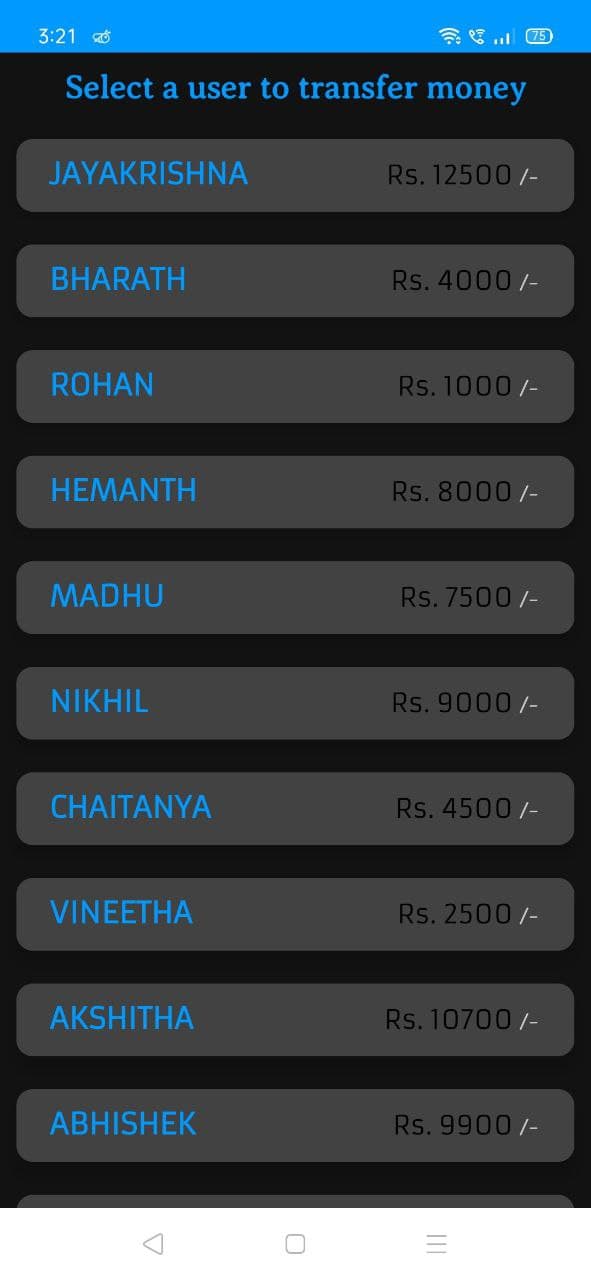 3:21
75
Select a user to transfer money
JAYAKRISHNA Rs. 12500 /-
BHARATH Rs. 4000 /-
ROHAN Rs. 1000 /-
HEMANTH Rs. 8000 /-
MADHU Rs. 7500 /-
NIKHIL Rs. 9000 /-
CHAITANYA Rs. 4500 /-
VINEETHA Rs. 2500 /-
AKSHITHA Rs. 10700 /-
ABHISHEK Rs. 9900 /-